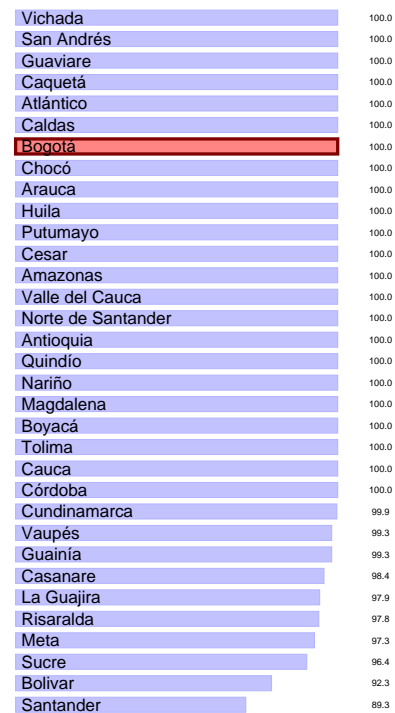 Vichada 100.0
San Andrés 100.0
Guaviare 100.0
Caquetá 100.0
Atlántico 100.0
Caldas 100.0
Bogotá 100.0
Chocó 100.0
Arauca 100.0
Huila 100.0
Putumayo 100.0
Cesar 100.0
Amazonas 100.0
Valle del Cauca 100.0
Norte de Santander 100.0
Antioquia 100.0
Quindío 100.0
Nariño 100.0
Magdalena 100.0
Boyacá 100.0
Tolima 100.0
Cauca 100.0
Córdoba 100.0
Cundinamarca 99.9
Vaupés 99.3
Guainía 99.3
Casanare 98.4
La Guajira 97.9
Risaralda 97.8
Meta 97.3
Sucre 96.4
Bolivar 92.3
Santander 89.3